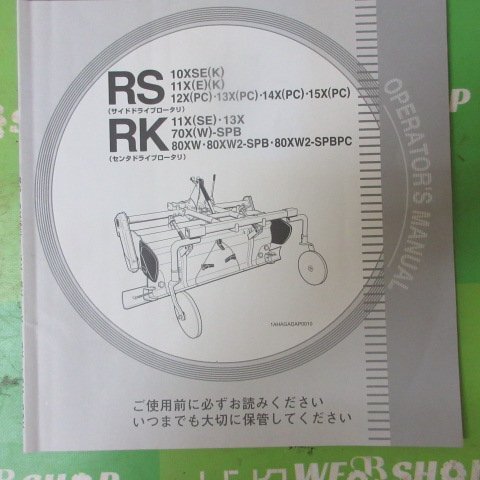 RS
10XSE(K)
11X(E)(K)
12X(PC)・13X(PC)・14X(PC)・15X(PC)
(サイドドライブロータリ)
RK
11X(SE)・13X
70X(W)-SPB
80XW・80XW2-SPB・80XW2-SPBPC
(センタドライブロータリ)
OPERATOR'S MANUAL
1AHAGAGAP0010
ご使用前に必ずお読みください
いつまでも大切に保管してください
WEB SHOP